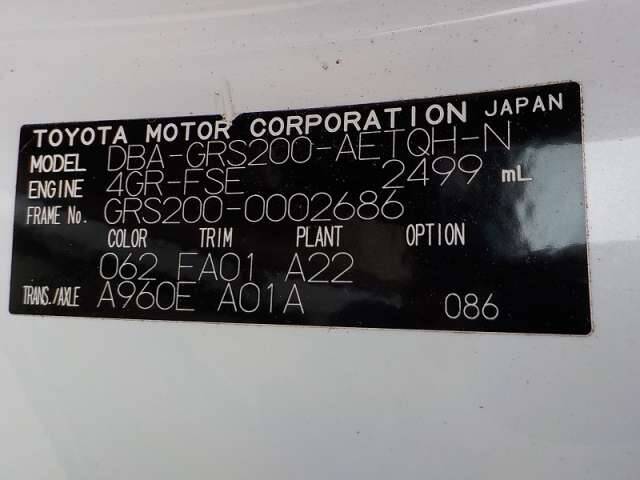 TOYOTA MOTOR CORPORATION JAPAN
MODEL DBA-GRS200-AETQH-N
ENGINE 4GR-FSE 2499 mL
FRAME No. GRS200-0002686
COLOR TRIM PLANT OPTION
062 FA01 A22
TRANS./AXLE A960E A01A 086